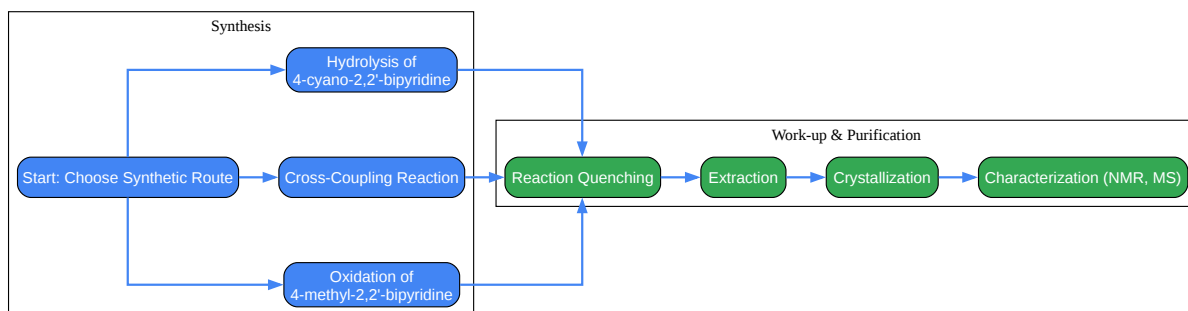 Synthesis
Hydrolysis of
4-cyano-2,2'-bipyridine
Start: Choose Synthetic Route
Cross-Coupling Reaction
Oxidation of
4-methyl-2,2'-bipyridine
Work-up & Purification
Reaction Quenching
Extraction
Crystallization
Characterization (NMR, MS)